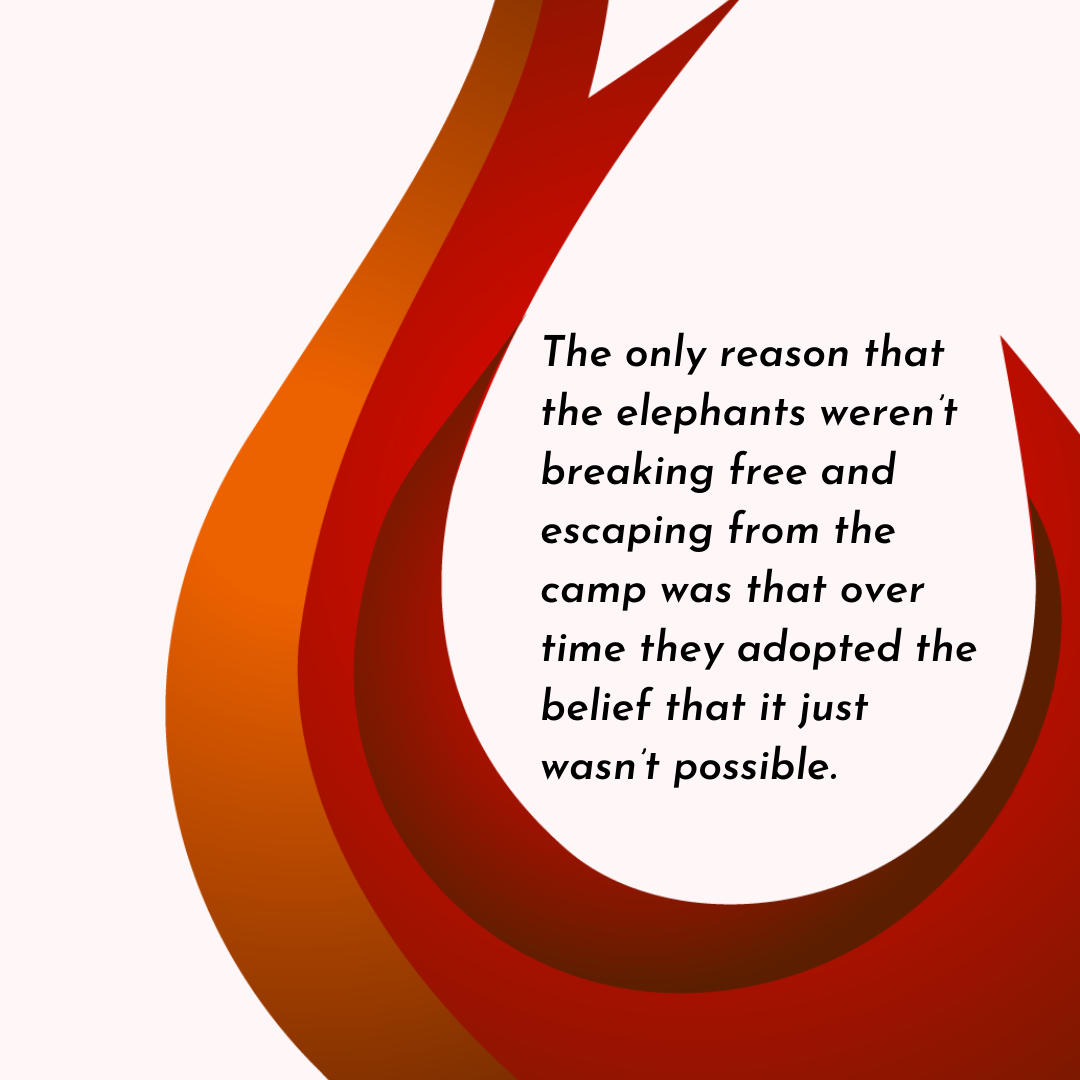 The only reason that
the elephants weren't
breaking free and
escaping from the
camp was that over
time they adopted the
belief that it just
wasn't possible.